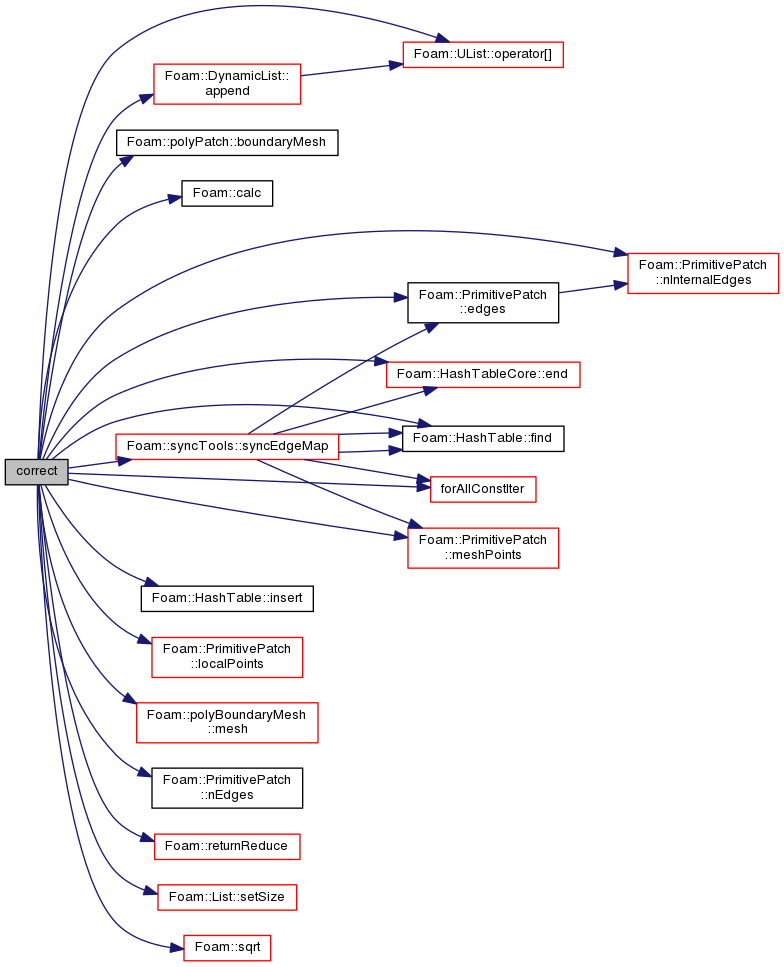 Foam::UList::operator[]
Foam::DynamicList::
append
Foam::polyPatch::boundaryMesh
Foam::calc
Foam::PrimitivePatch
::nInternalEdges
Foam::PrimitivePatch
::edges
Foam::HashTableCore::end
Foam::HashTable::find
Foam::syncTools::syncEdgeMap
correct
forAllConstIter
Foam::PrimitivePatch
::meshPoints
Foam::HashTable::insert
Foam::PrimitivePatch
::localPoints
Foam::polyBoundaryMesh
::mesh
Foam::PrimitivePatch
::nEdges
Foam::returnReduce
Foam::List::setSize
Foam::sqrt